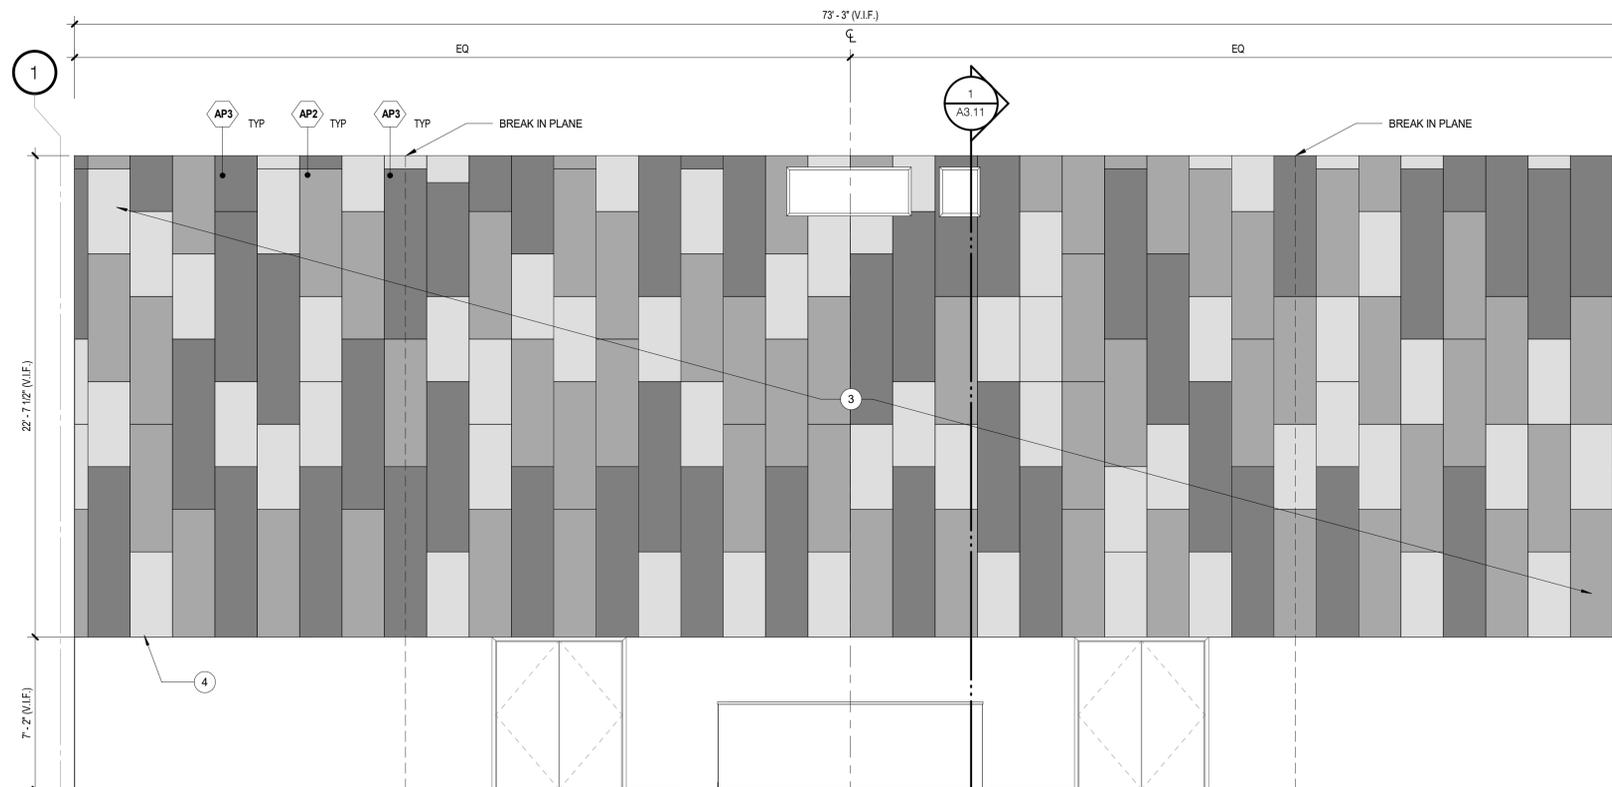 73' - 3" (V.I.F.)
℄
EQ
EQ
1
1
A3.11
AP3
TYP
AP2
TYP
AP3
TYP
BREAK IN PLANE
BREAK IN PLANE
22' - 7 1/2" (V.I.F.)
3
4
7' - 2" (V.I.F.)